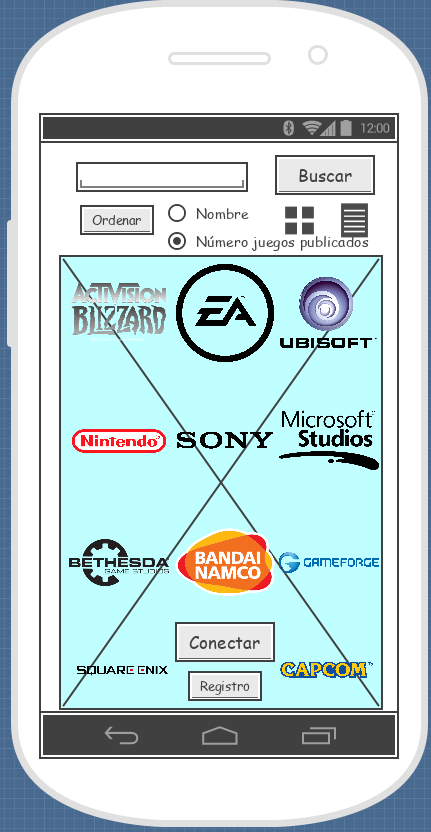 12:00
Buscar
Ordenar
Nombre
Número juegos publicados
ACTIVISION
BLIZZARD
EA
UBISOFT
Nintendo
SONY
Microsoft
Studios
BETHESDA
GAME STUDIOS
BANDAI
NAMCO
GAMEFORGE
Conectar
SQUARE ENIX
CAPCOM
Registro